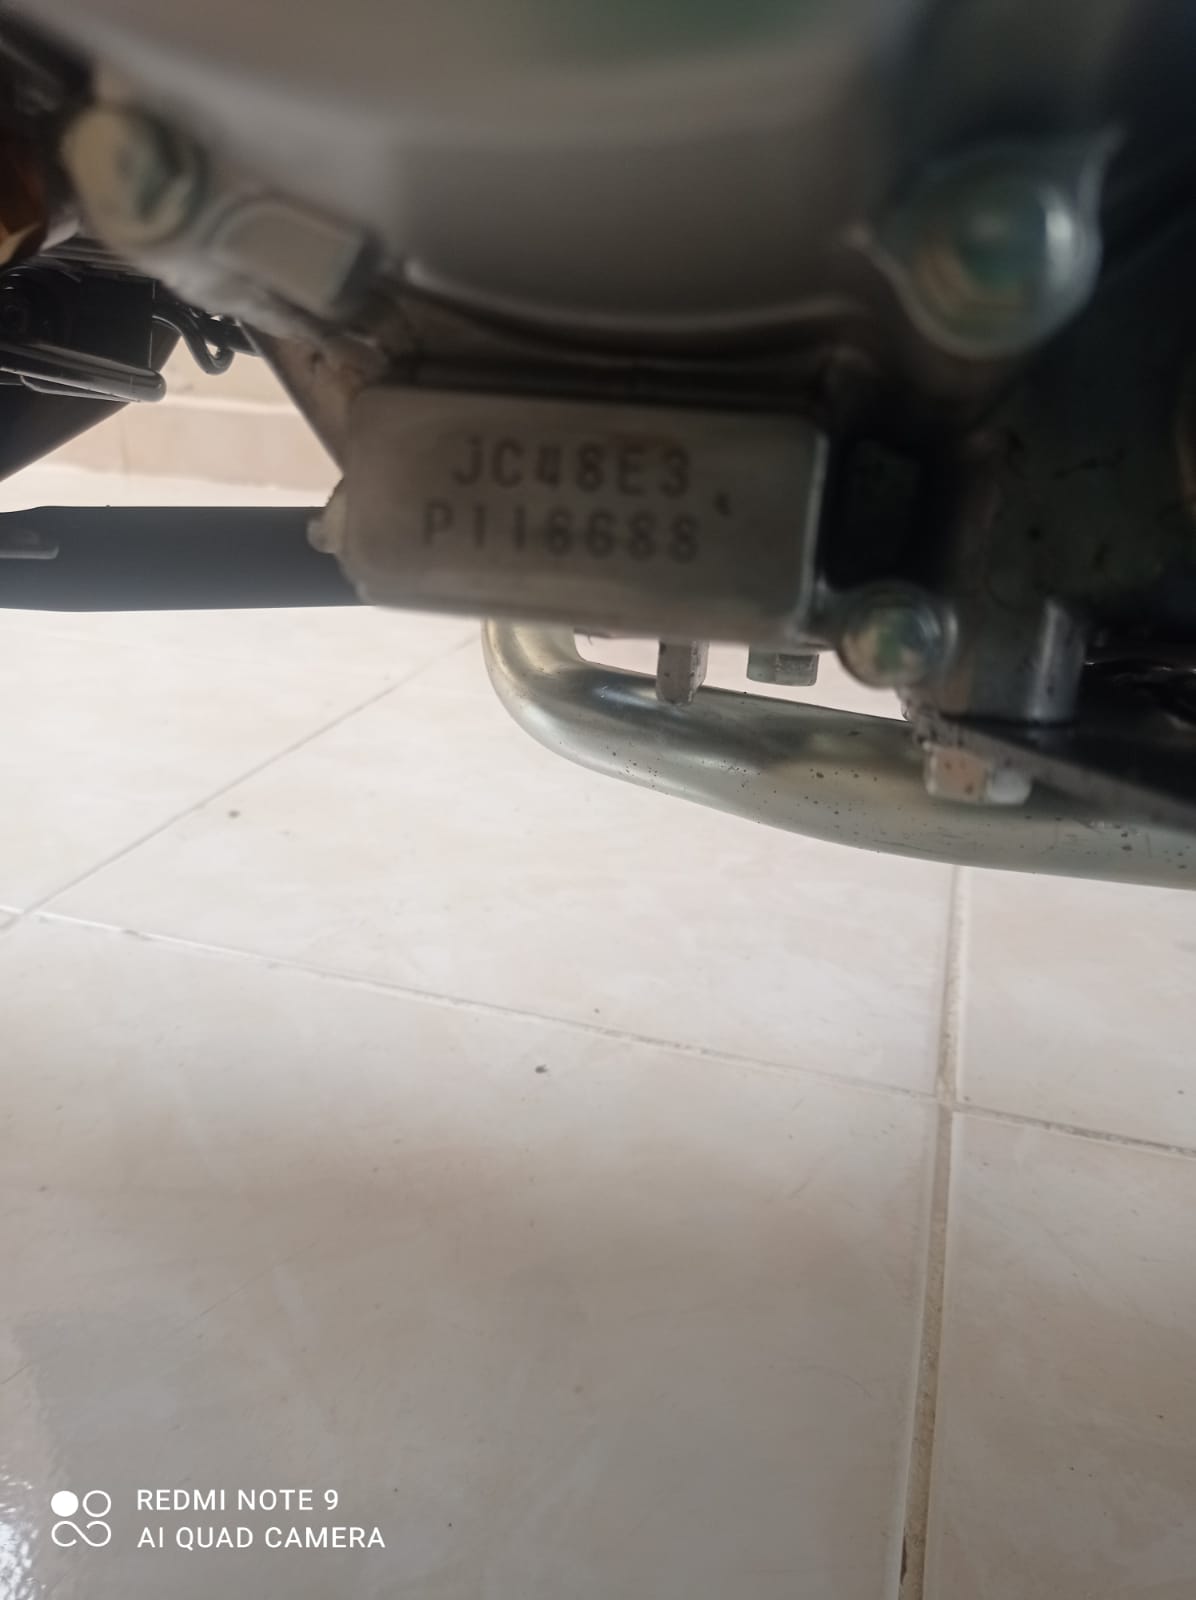 JC48E3
P116688
REDMI NOTE 9
AI QUAD CAMERA